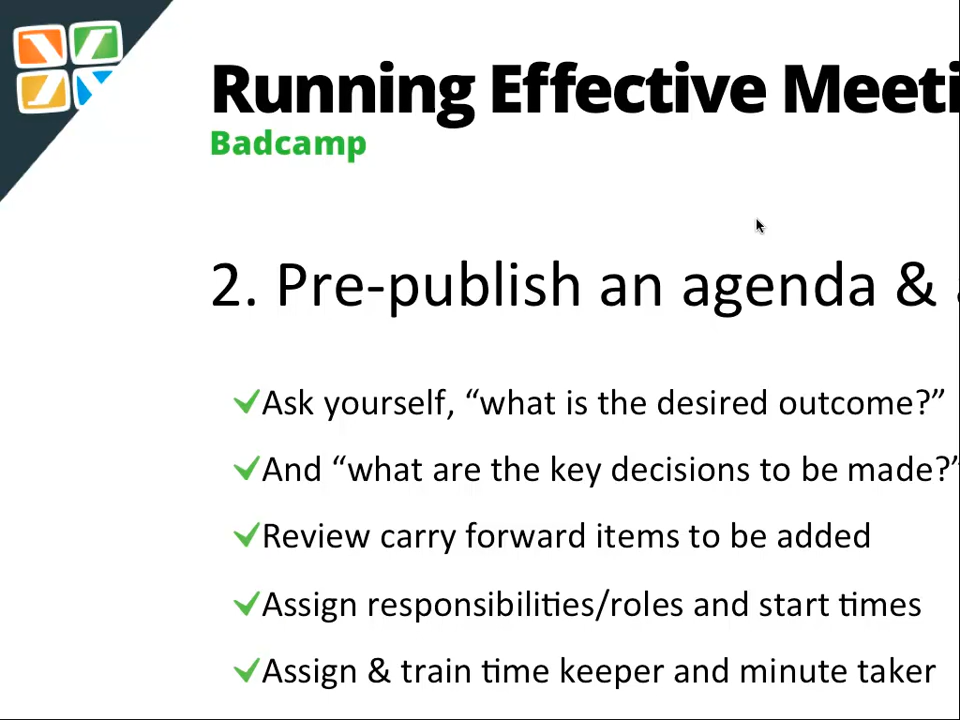 Running Effective Meeti
Badcamp
2. Pre-publish an agenda &
Ask yourself, “what is the desired outcome?”
And “what are the key decisions to be made?”
Review carry forward items to be added
Assign responsibilities/roles and start times
Assign & train time keeper and minute taker